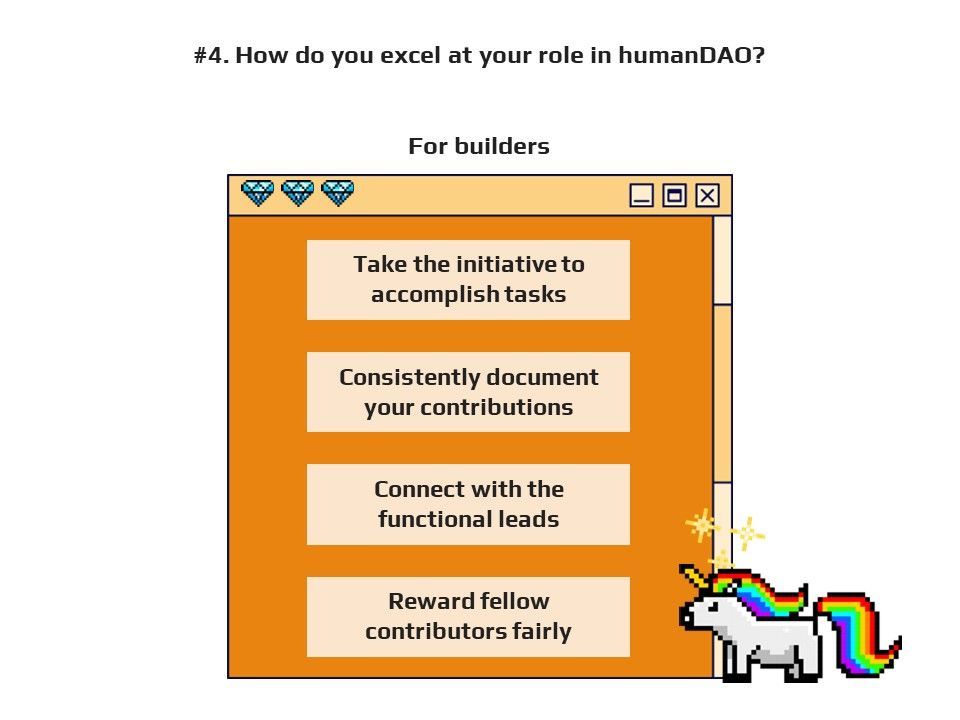 #4. How do you excel at your role in humanDAO?
For builders
Take the initiative to
accomplish tasks
Consistently document
your contributions
Connect with the
functional leads
Reward fellow
contributors fairly